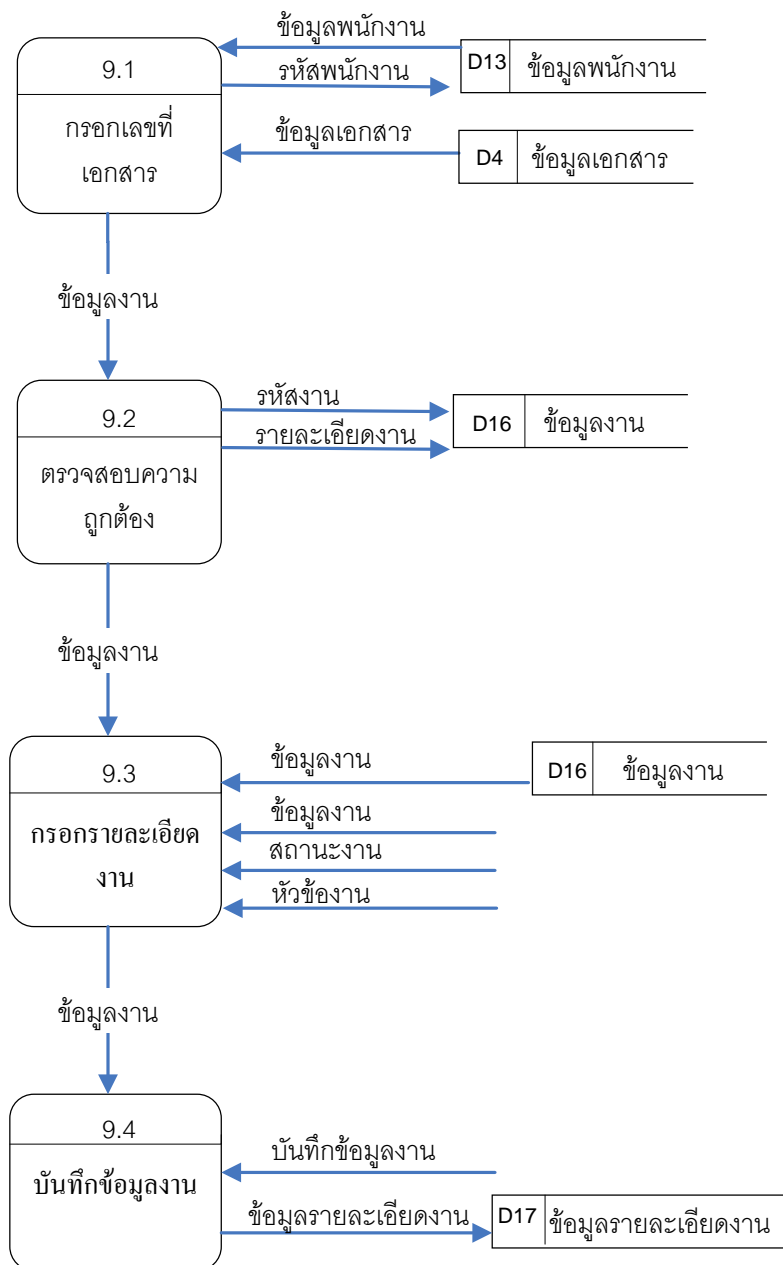 ข้อมูลพนักงาน
9.1
D13
ข้อมูลพนักงาน
รหัสพนักงาน
กรอกเลขที่
เอกสาร
ข้อมูลเอกสาร
D4
ข้อมูลเอกสาร
ข้อมูลงาน
9.2
รหัสงาน
D16
ข้อมูลงาน
รายละเอียดงาน
ตรวจสอบความ
ถูกต้อง
ข้อมูลงาน
9.3
ข้อมูลงาน
D16
ข้อมูลงาน
กรอกรายละเอียด
งาน
ข้อมูลงาน
สถานะงาน
หัวข้องาน
ข้อมูลงาน
9.4
บันทึกข้อมูลงาน
บันทึกข้อมูลงาน
ข้อมูลรายละเอียดงาน
D17
ข้อมูลรายละเอียดงาน